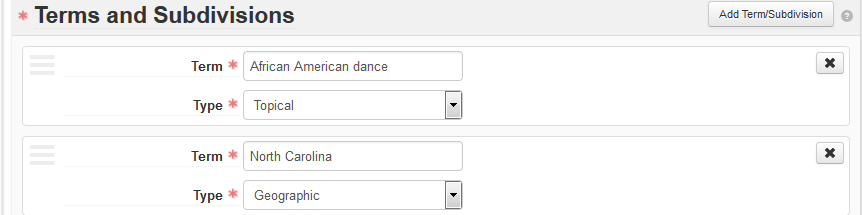 * Terms and Subdivisions Add Term/Subdivision ?
Term * African American dance ✖
Type * Topical
Term * North Carolina ✖
Type * Geographic